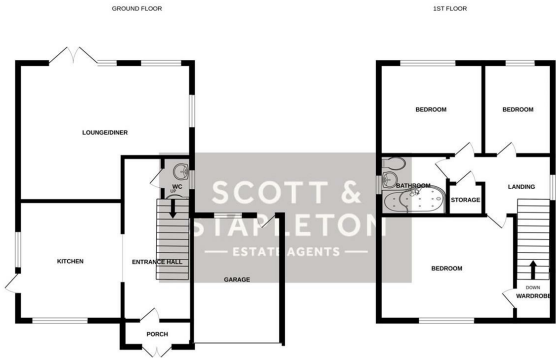 GROUND FLOOR
1ST FLOOR
LOUNGE/DINER
WC
UP
KITCHEN
ENTRANCE HALL
GARAGE
PORCH
BEDROOM
BEDROOM
BATHROOM
STORAGE
LANDING
BEDROOM
DOWN
WARDROBE
SCOTT &
STAPLETON
ESTATE AGENTS